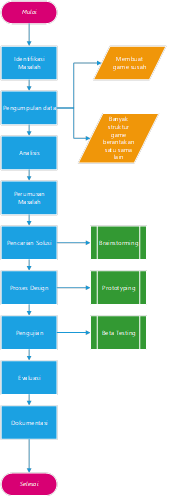 Mulai
Identifikasi
Masalah
Membuat
game susah
Pengumpulan data
Banyak
struktur
game
berantakan
satu sama
lain
Analisis
Perumusan
Masalah
Pencarian Solusi
Brainstorming
Proses Design
Prototyping
Pengujian
Beta Testing
Evaluasi
Dokumentasi
Selesai